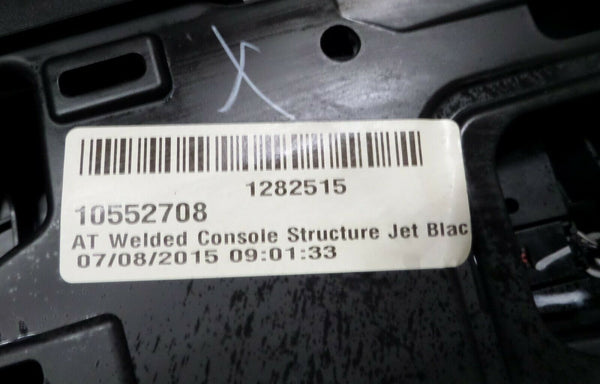 X
1282515
10552708
AT Welded Console Structure Jet Blac
07/08/2015 09:01:33